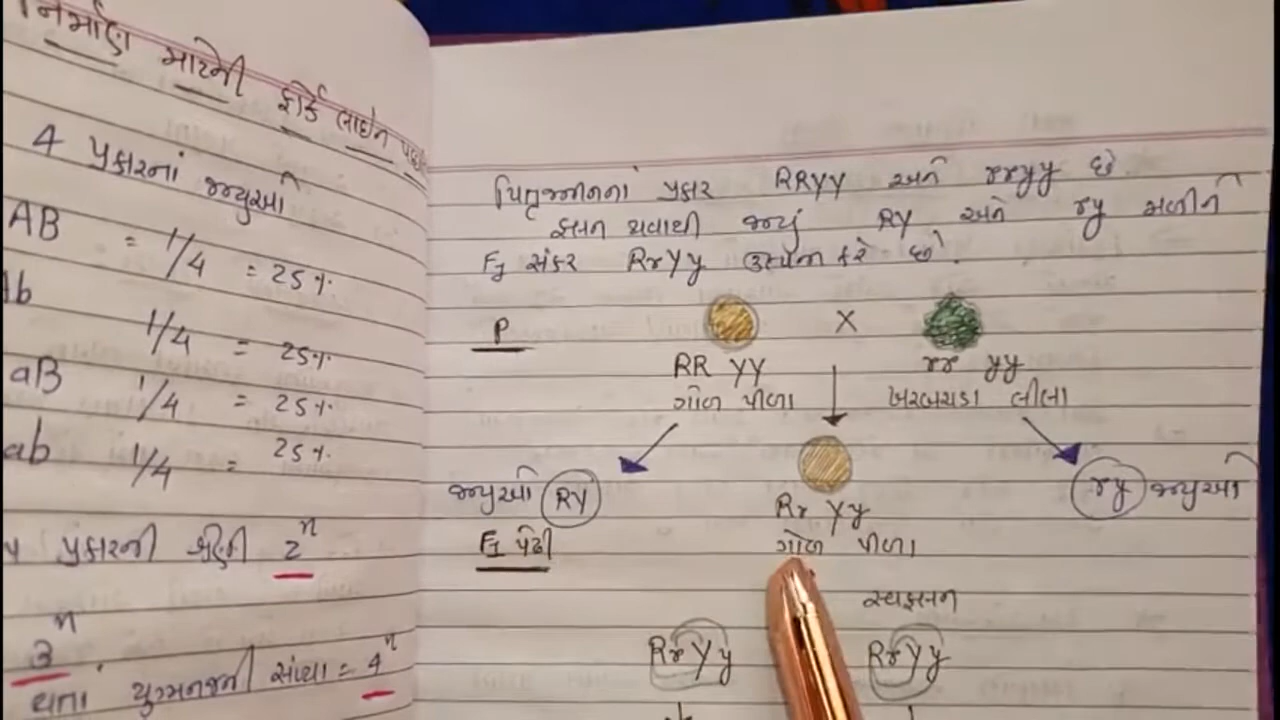 નિર્માણ માટેની ફોર્ક લાઇન
4 પ્રકારનાં જન્યુઓ
AB = 1/4 = 25%
Ab 1/4 = 25%
aB 1/4 = 25%
ab 1/4 = 25%
પ્રકારની શ્રેણી 2ⁿ
3ⁿ
થતાં યુગ્મનજની સંખ્યા = 4ⁿ
પિતૃજનીનનાં પ્રકાર RRYY અને rryy છે
ફલન થવાથી જન્યુ RY અને ry મળીને
F₁ સંકર RrYy ઉત્પન્ન કરે છે.
P X
RR YY rr yy
ગોળ પીળા ખરબચડા લીલા
જન્યુઓ RY ry જન્યુઓ
Rr Yy
F₁ પેઢી ગોળ પીળા
સ્વફલન
RrYy RrYy